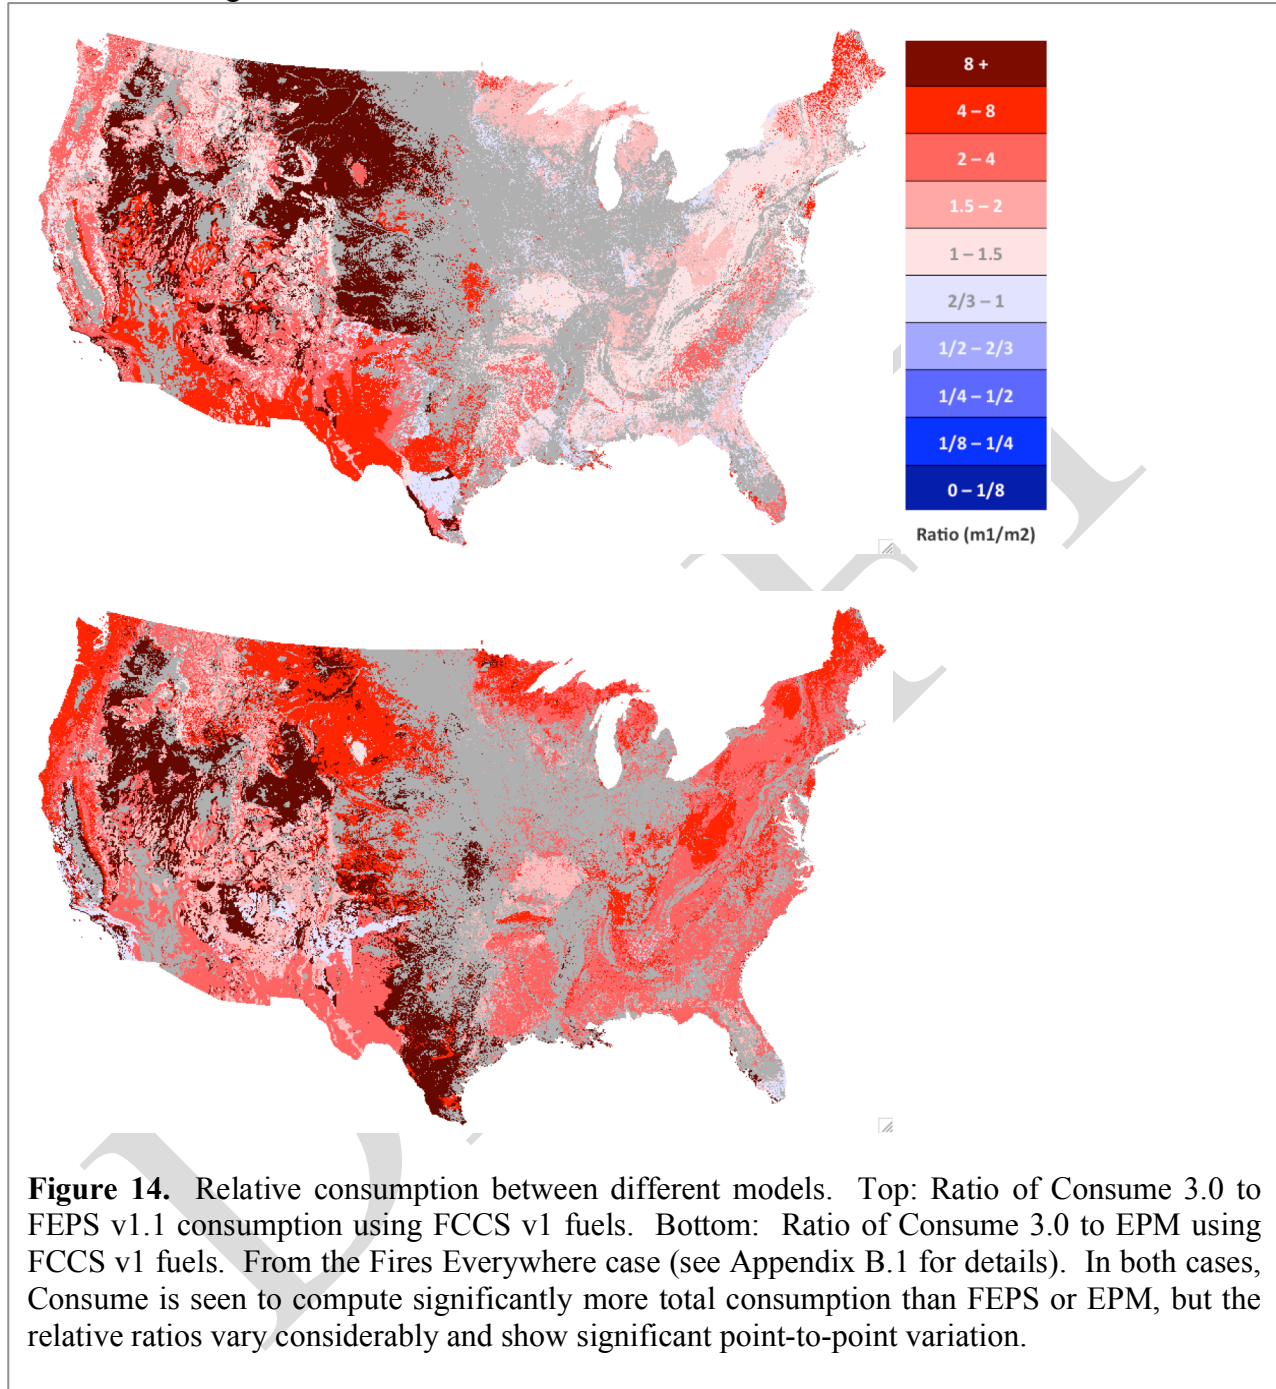 8 +
4 – 8
2 – 4
1.5 – 2
1 – 1.5
2/3 – 1
1/2 – 2/3
1/4 – 1/2
1/8 – 1/4
0 – 1/8
Ratio (m1/m2)
Figure 14. Relative consumption between different models. Top: Ratio of Consume 3.0 to
FEPS v1.1 consumption using FCCS v1 fuels. Bottom: Ratio of Consume 3.0 to EPM using
FCCS v1 fuels. From the Fires Everywhere case (see Appendix B.1 for details). In both cases,
Consume is seen to compute significantly more total consumption than FEPS or EPM, but the
relative ratios vary considerably and show significant point-to-point variation.